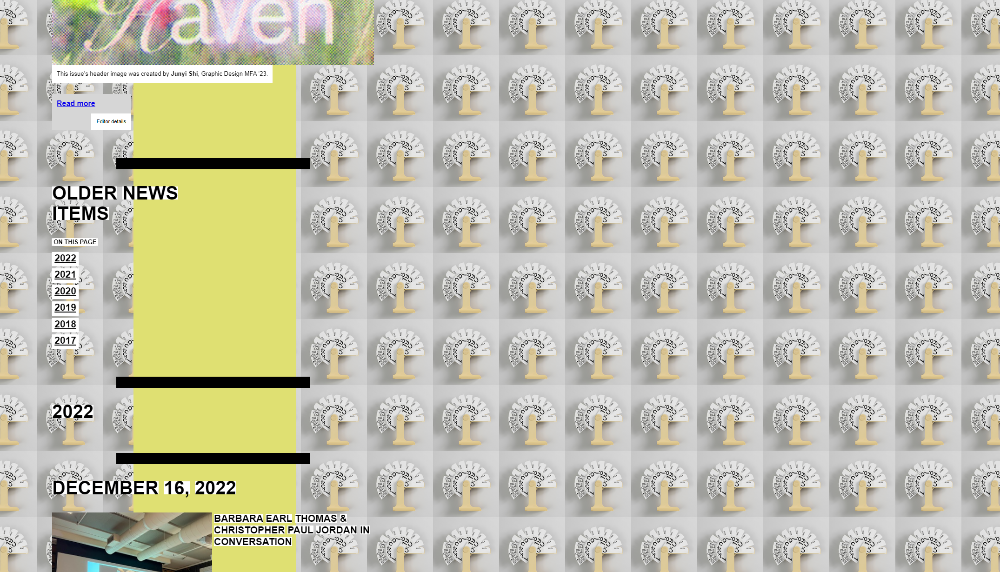 Haven
This issue’s header image was created by Junyi Shi, Graphic Design MFA ‘23.
Read more
Editor details
OLDER NEWS
ITEMS
ON THIS PAGE
2022
2021
2020
2019
2018
2017
2022
DECEMBER 16, 2022
BARBARA EARL THOMAS &
CHRISTOPHER PAUL JORDAN IN
CONVERSATION